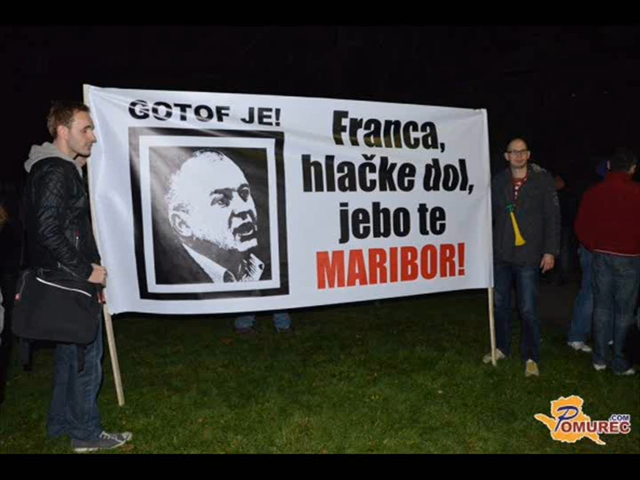 GOTOF JE!
Franca,
hlačke dol,
jebo te
MARIBOR!
POMUREC
.COM